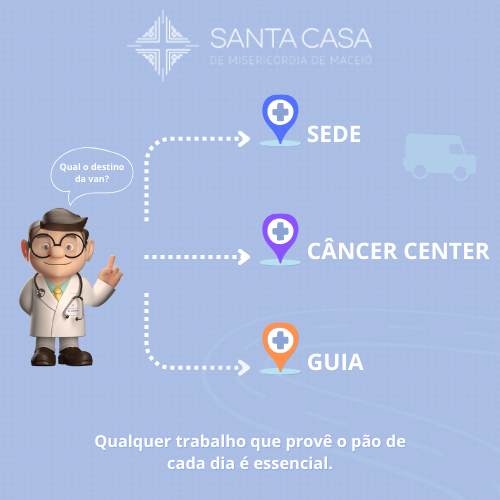 SANTA CASA
DE MISERICÓRDIA DE MACEIÓ
SEDE
Qual o destino
da van?
CÂNCER CENTER
GUIA
Qualquer trabalho que provê o pão de
cada dia é essencial.